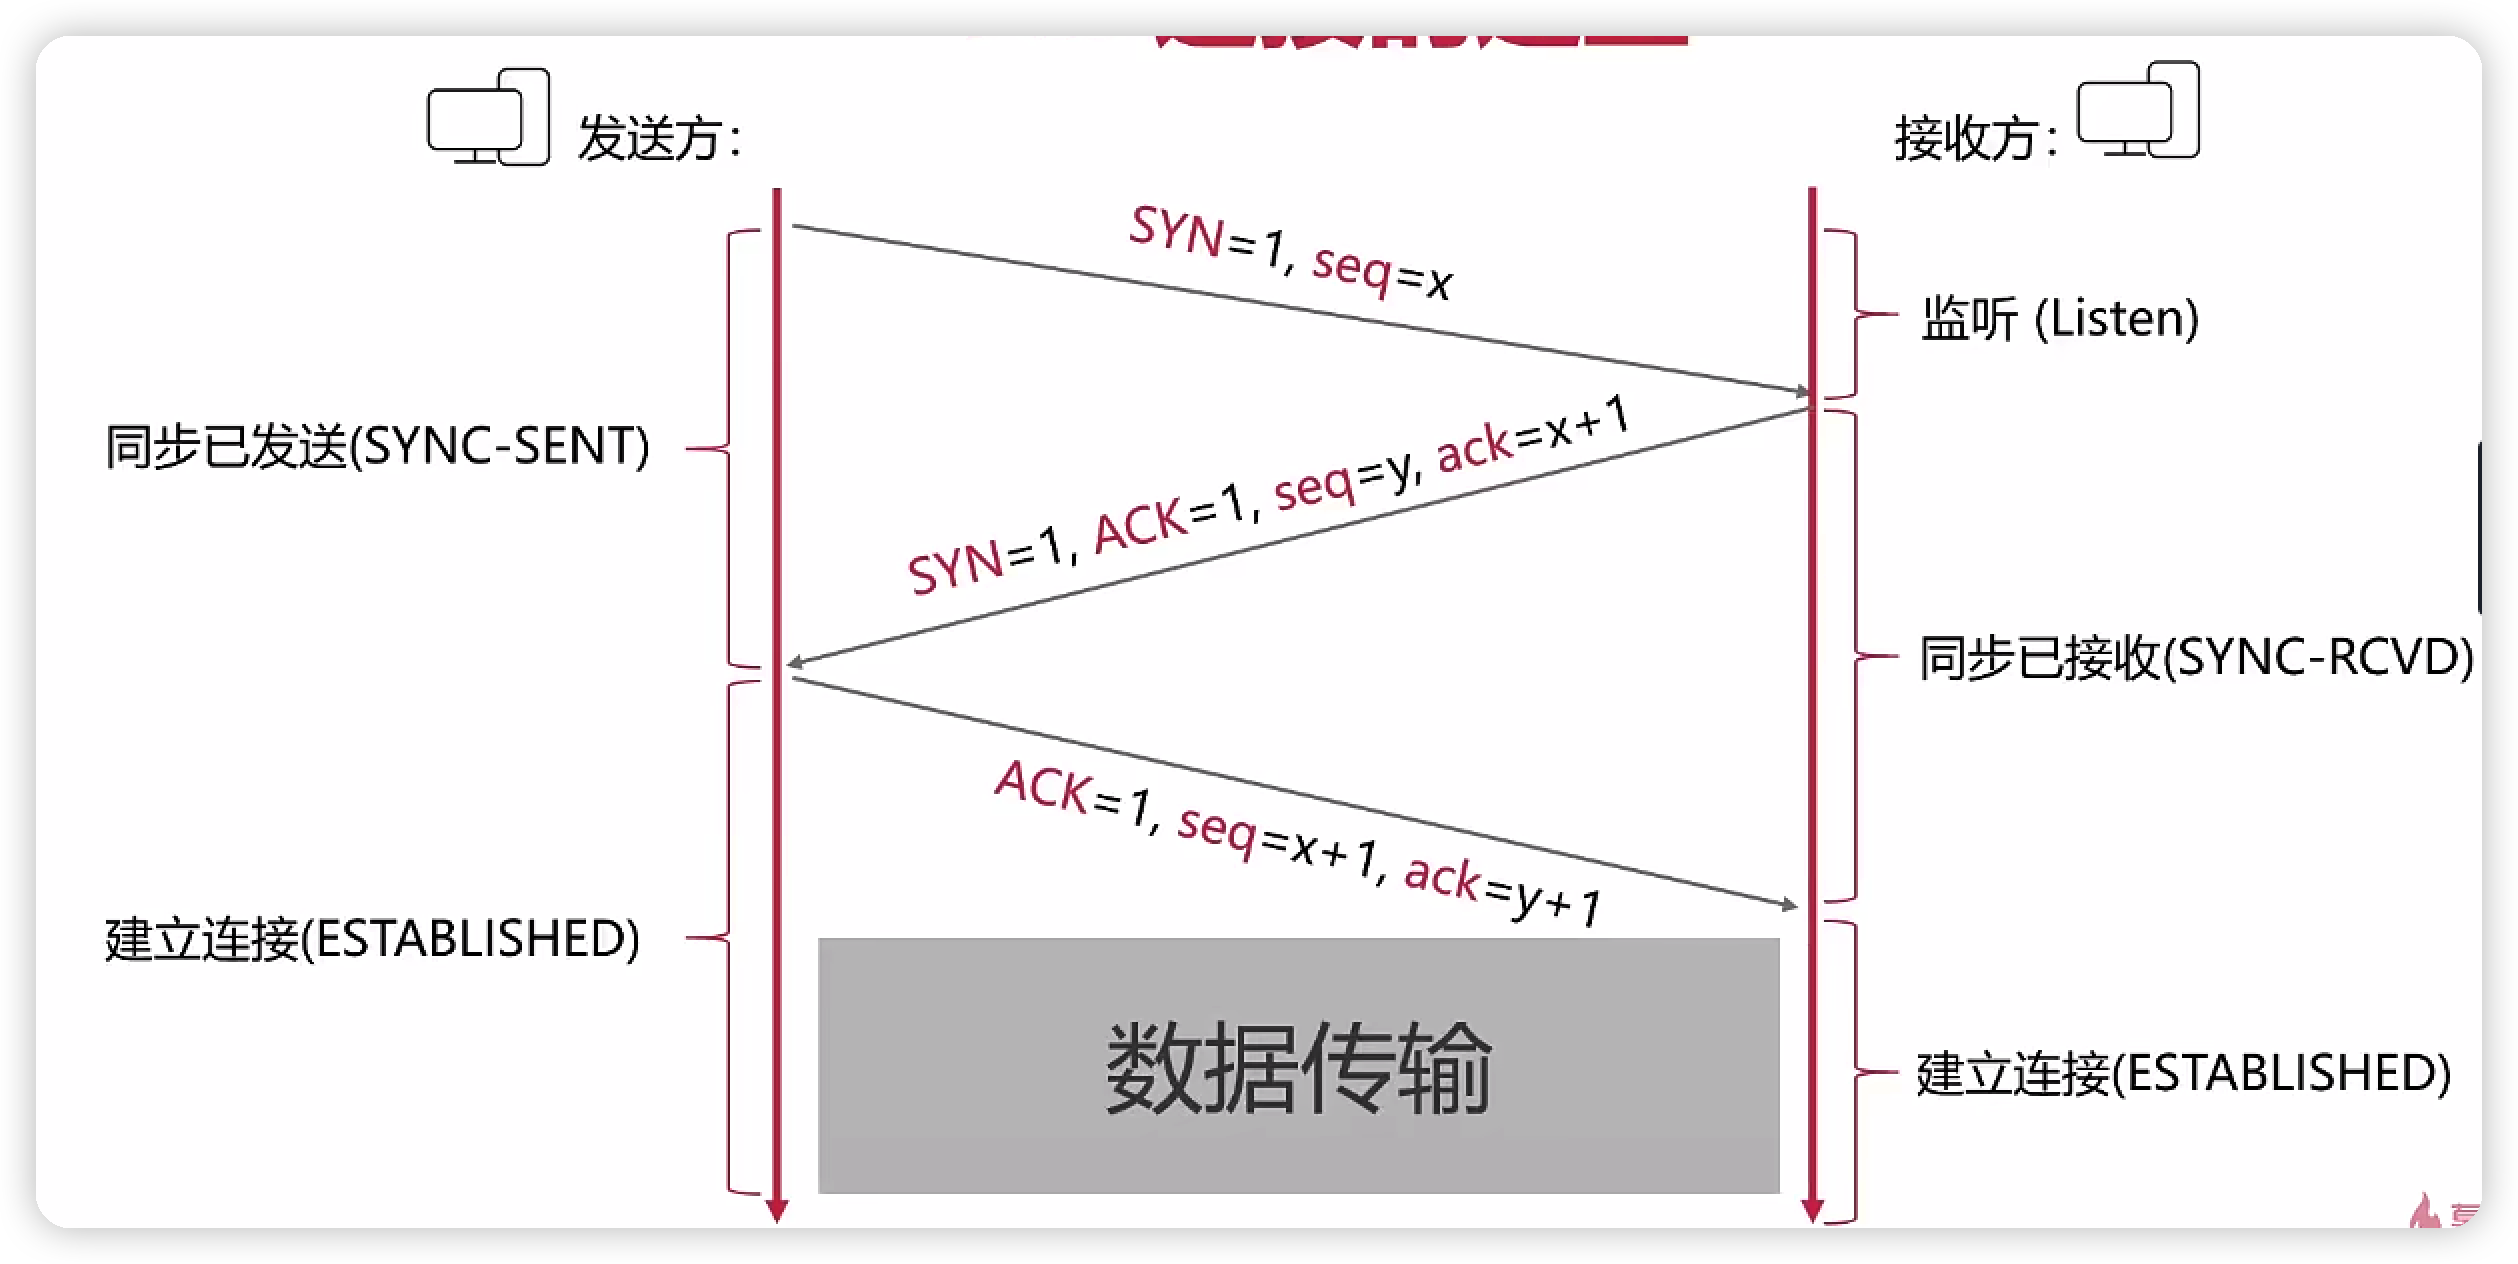 发送方：
接收方：
SYN=1, seq=x
监听 (Listen)
SYN=1, ACK=1, seq=y, ack=x+1
同步已发送(SYNC-SENT)
同步已接收(SYNC-RCVD)
ACK=1, seq=x+1, ack=y+1
建立连接(ESTABLISHED)
数据传输
建立连接(ESTABLISHED)